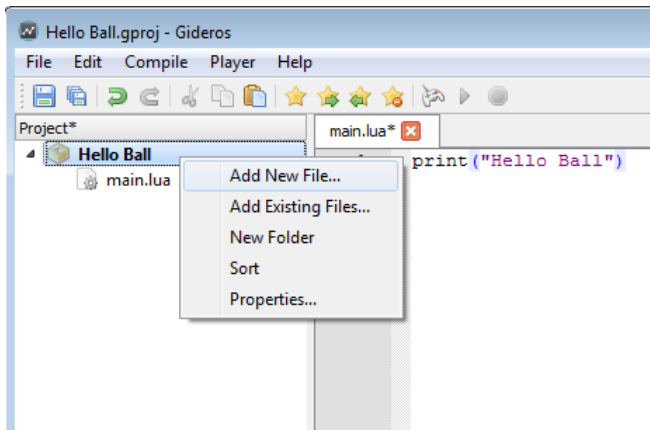 Hello Ball.gproj - Gideros
File Edit Compile Player Help
Project*
main.lua*
Hello Ball
print("Hello Ball")
main.lua
Add New File...
Add Existing Files...
New Folder
Sort
Properties...